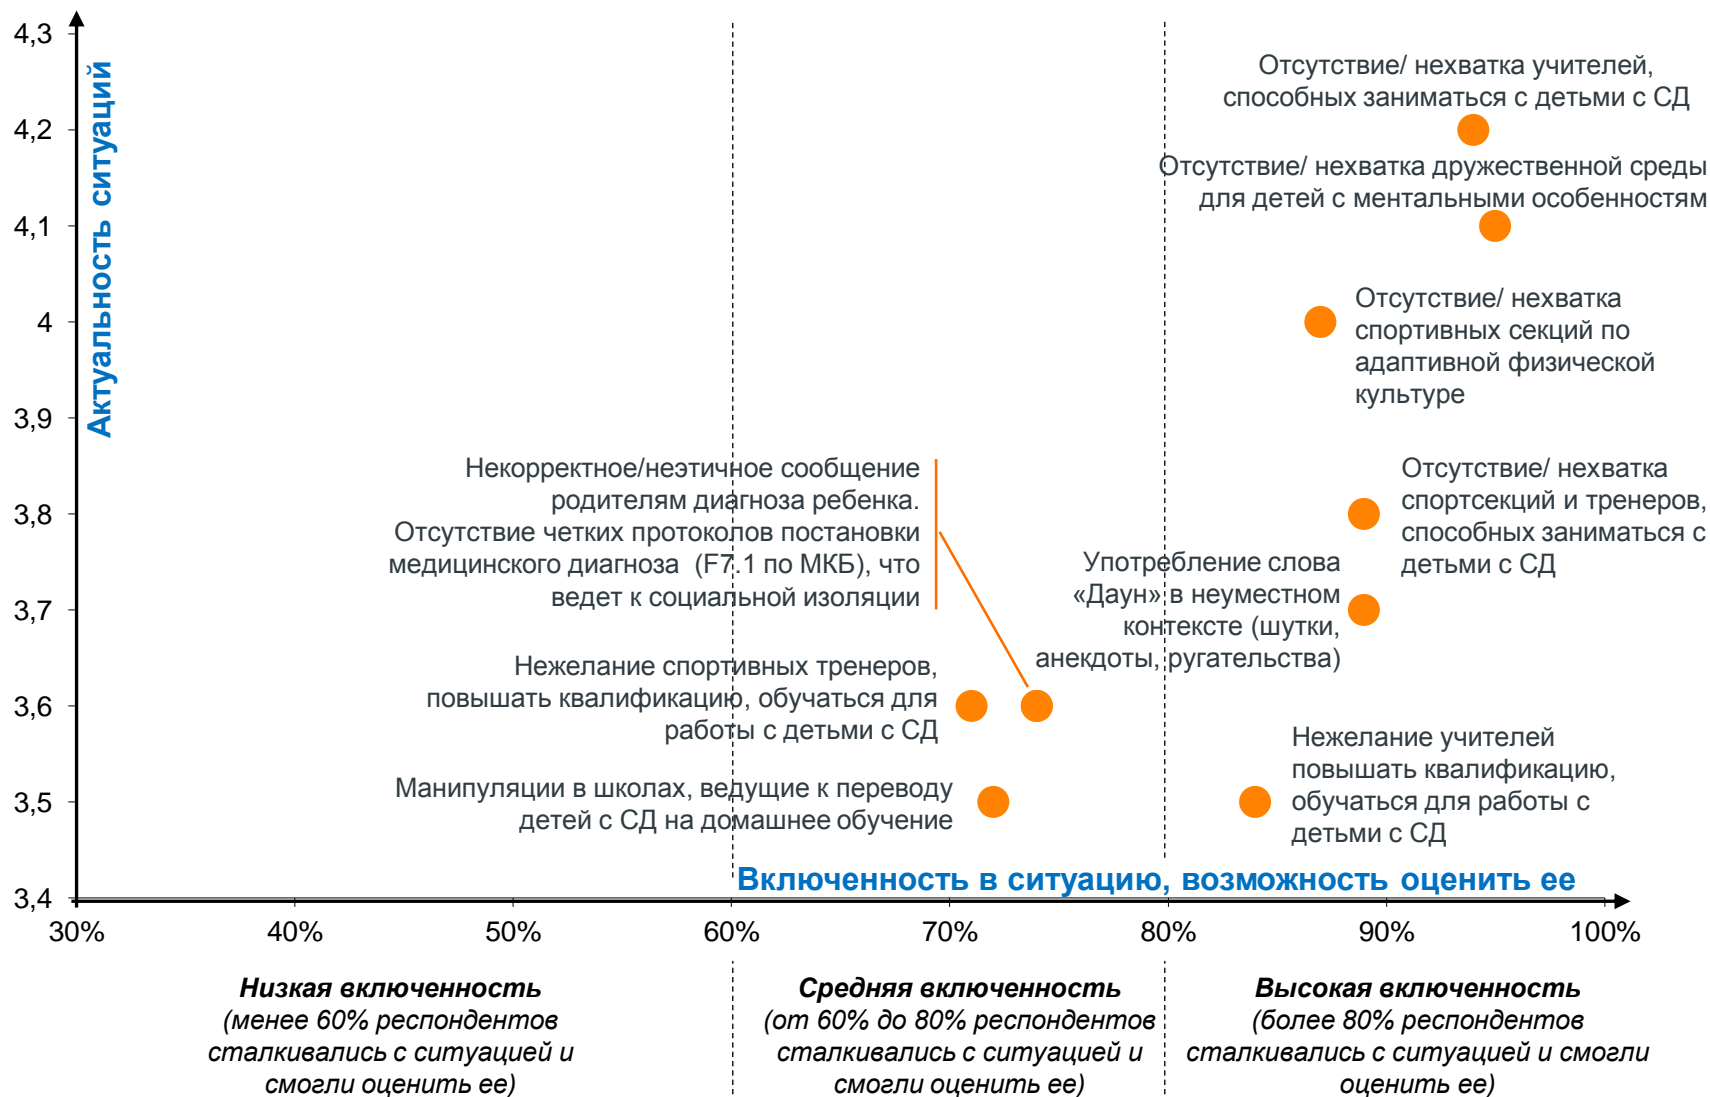 4,3
4,2
4,1
4
3,9
3,8
3,7
3,6
3,5
3,4
Актуальность ситуаций
Отсутствие/ нехватка учителей,
способных заниматься с детьми с СД
Отсутствие/ нехватка дружественной среды
для детей с ментальными особенностям
Отсутствие/ нехватка
спортивных секций по
адаптивной физической
культуре
Некорректное/неэтичное сообщение
родителям диагноза ребенка.
Отсутствие четких протоколов постановки
медицинского диагноза (F7.1 по МКБ), что
ведет к социальной изоляции
Отсутствие/ нехватка
спортсекций и тренеров,
способных заниматься с
детьми с СД
Употребление слова
«Даун» в неуместном
контексте (шутки,
анекдоты, ругательства)
Нежелание спортивных тренеров,
повышать квалификацию, обучаться для
работы с детьми с СД
Нежелание учителей
повышать квалификацию,
обучаться для работы с
детьми с СД
Манипуляции в школах, ведущие к переводу
детей с СД на домашнее обучение
Включенность в ситуацию, возможность оценить ее
30%
40%
50%
60%
70%
80%
90%
100%
Низкая включенность
(менее 60% респондентов
сталкивались с ситуацией и
смогли оценить ее)
Средняя включенность
(от 60% до 80% респондентов
сталкивались с ситуацией и
смогли оценить ее)
Высокая включенность
(более 80% респондентов
сталкивались с ситуацией и смогли
оценить ее)